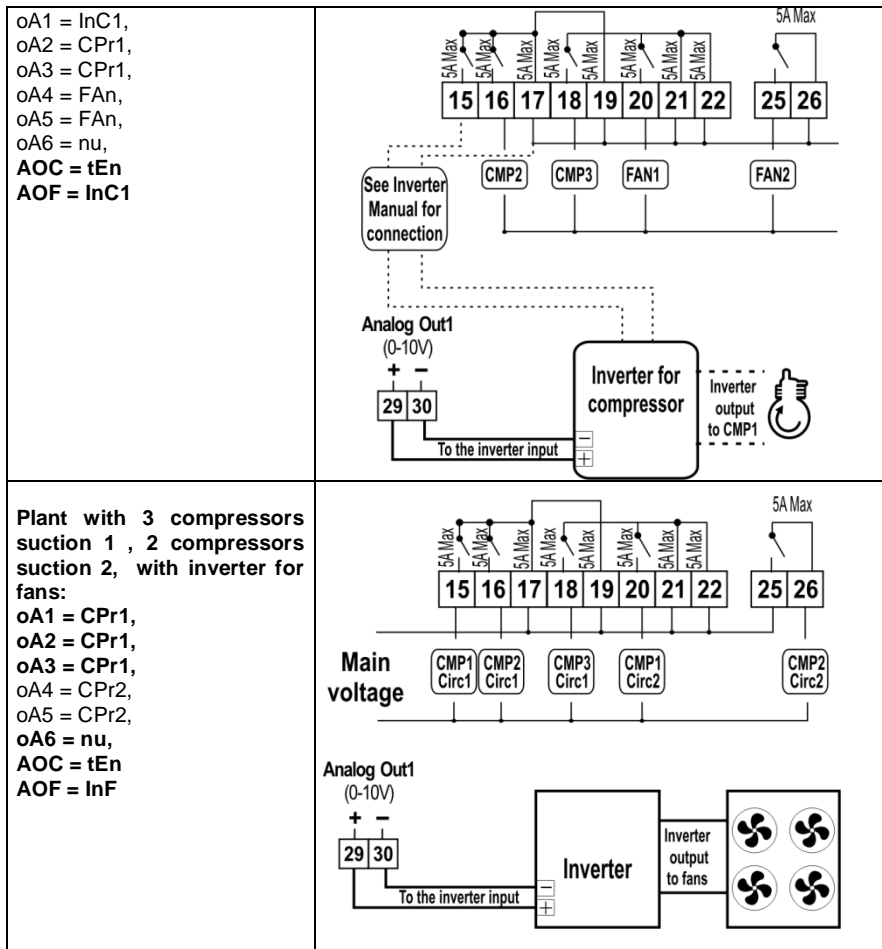 oA1 = InC1,
oA2 = CPr1,
oA3 = CPr1,
oA4 = FAn,
oA5 = FAn,
oA6 = nu,
AOC = tEn
AOF = InC1
5A Max
5A Max
5A Max
5A Max
5A Max
5A Max
5A Max
5A Max
5A Max
15 16 17 18 19 20 21 22 25 26
CMP2 CMP3 FAN1 FAN2
See Inverter
Manual for
connection
Analog Out1
(0-10V)
+ −
29 30
To the inverter input
−
+
Inverter for
compressor
Inverter
output
to CMP1
Plant with 3 compressors
suction 1 , 2 compressors
suction 2, with inverter for
fans:
oA1 = CPr1,
oA2 = CPr1,
oA3 = CPr1,
oA4 = CPr2,
oA5 = CPr2,
oA6 = nu,
AOC = tEn
AOF = InF
5A Max
5A Max
5A Max
5A Max
5A Max
5A Max
5A Max
5A Max
5A Max
15 16 17 18 19 20 21 22 25 26
Main
voltage
CMP1
Circ1
CMP2
Circ1
CMP3
Circ1
CMP1
Circ2
CMP2
Circ2
Analog Out1
(0-10V)
+ −
29 30
To the inverter input
−
+
Inverter
Inverter
output
to fans